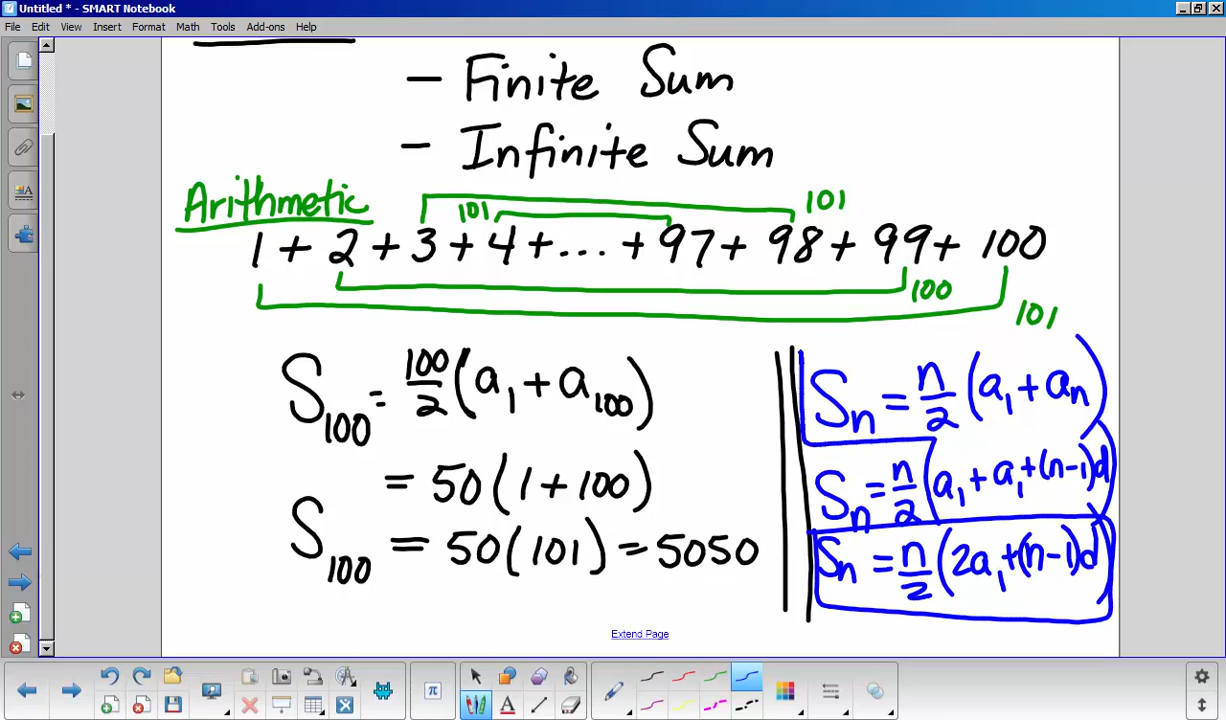 Untitled * - SMART Notebook
File Edit View Insert Format Math Tools Add-ons Help
- Finite Sum
- Infinite Sum
Arithmetic
101 101
1 + 2 + 3 + 4 + ... + 97 + 98 + 99 + 100
100
101
S₁₀₀ = 100/2 (a₁ + a₁₀₀)
= 50 (1 + 100)
S₁₀₀ = 50 (101) = 5050
Sₙ = n/2 (a₁ + aₙ)
Sₙ = n/2 (a₁ + a₁ + (n-1)d)
Sₙ = n/2 (2a₁ + (n-1)d)
Extend Page